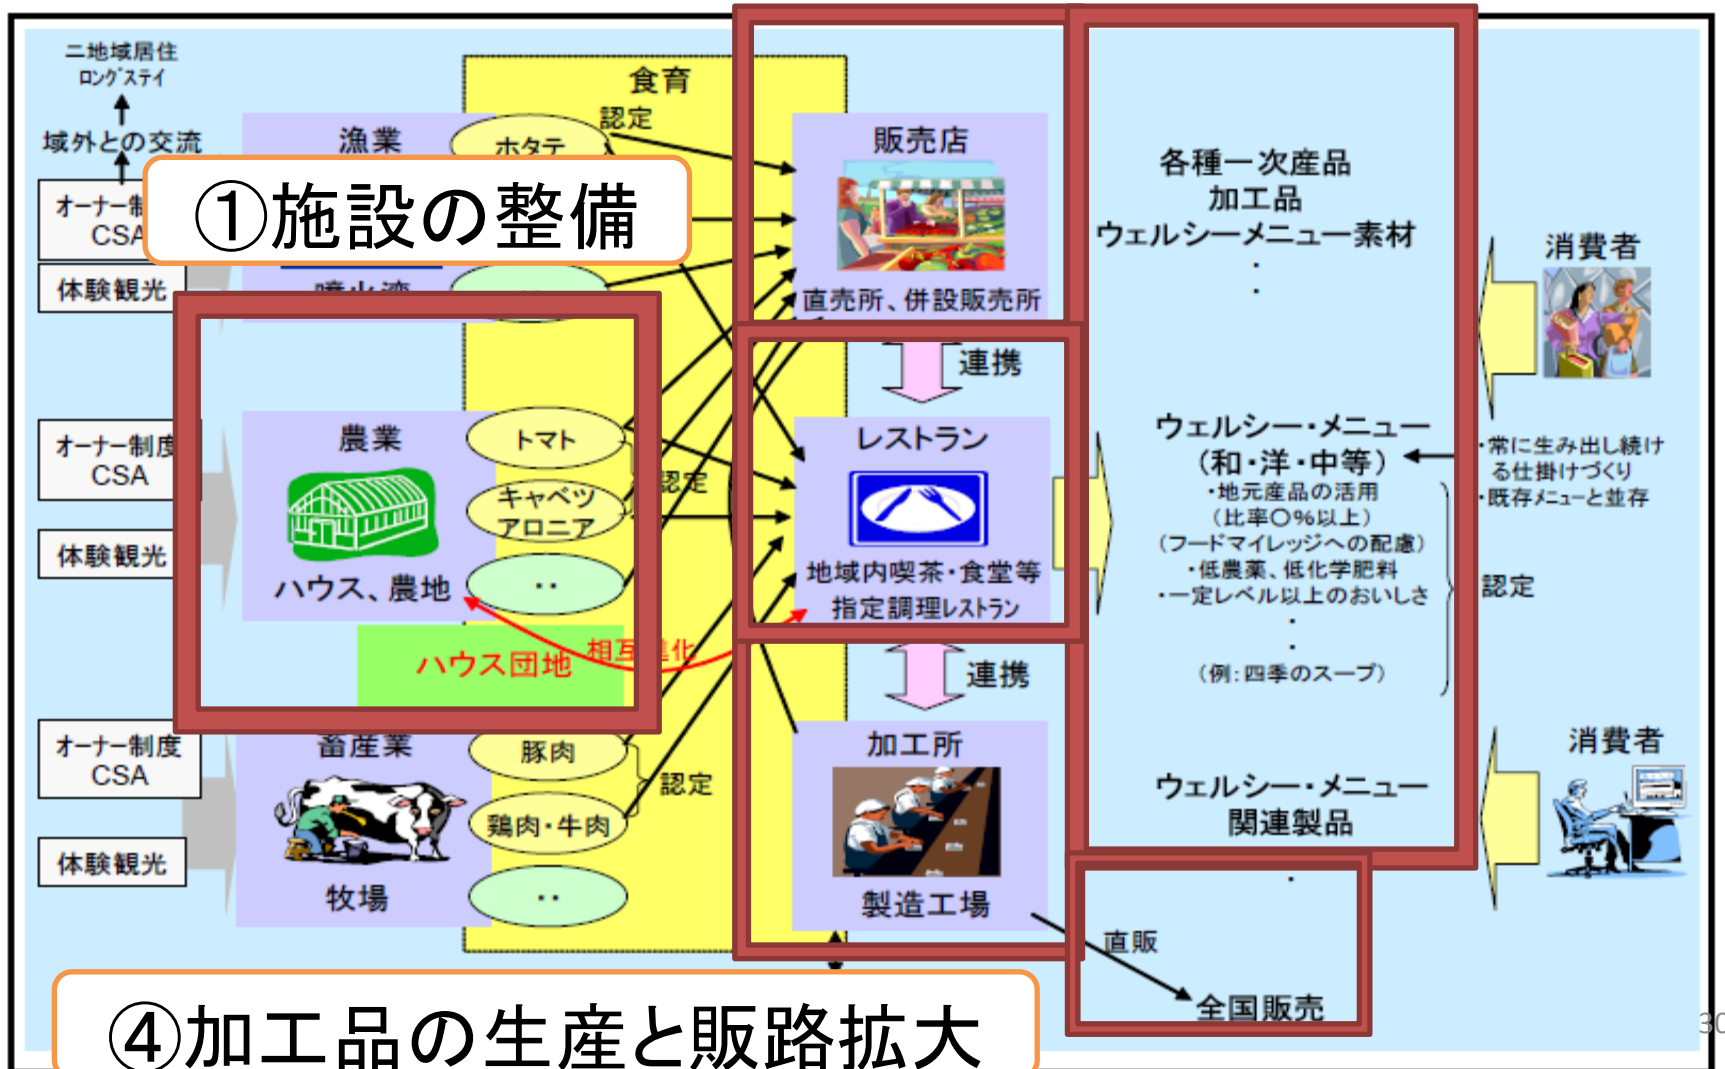 二地域居住
ロングステイ
域外との交流
①施設の整備
体験観光
オーナー制度
CSA
体験観光
オーナー制度
CSA
体験観光
食育
漁業
ホタテ
認定
農業
トマト
キャベツ
アロニア
‥
認定
ハウス、農地
ハウス団地
相互進化
畜産業
豚肉
鶏肉・牛肉
‥
認定
牧場
販売店
直売所、併設販売所
連携
レストラン
地域内喫茶・食堂等
指定調理レストラン
連携
加工所
製造工場
直販
全国販売
各種一次産品
加工品
ウェルシーメニュー素材
・
・
ウェルシー・メニュー
(和・洋・中等)
・地元産品の活用
(比率〇%以上)
(フードマイレッジへの配慮)
・低農薬、低化学肥料
・一定レベル以上のおいしさ
・
・
(例:四季のスープ)
認定
ウェルシー・メニュー
関連製品
・
消費者
・常に生み出し続け
る仕掛けづくり
・既存メニューと並存
消費者
④加工品の生産と販路拡大